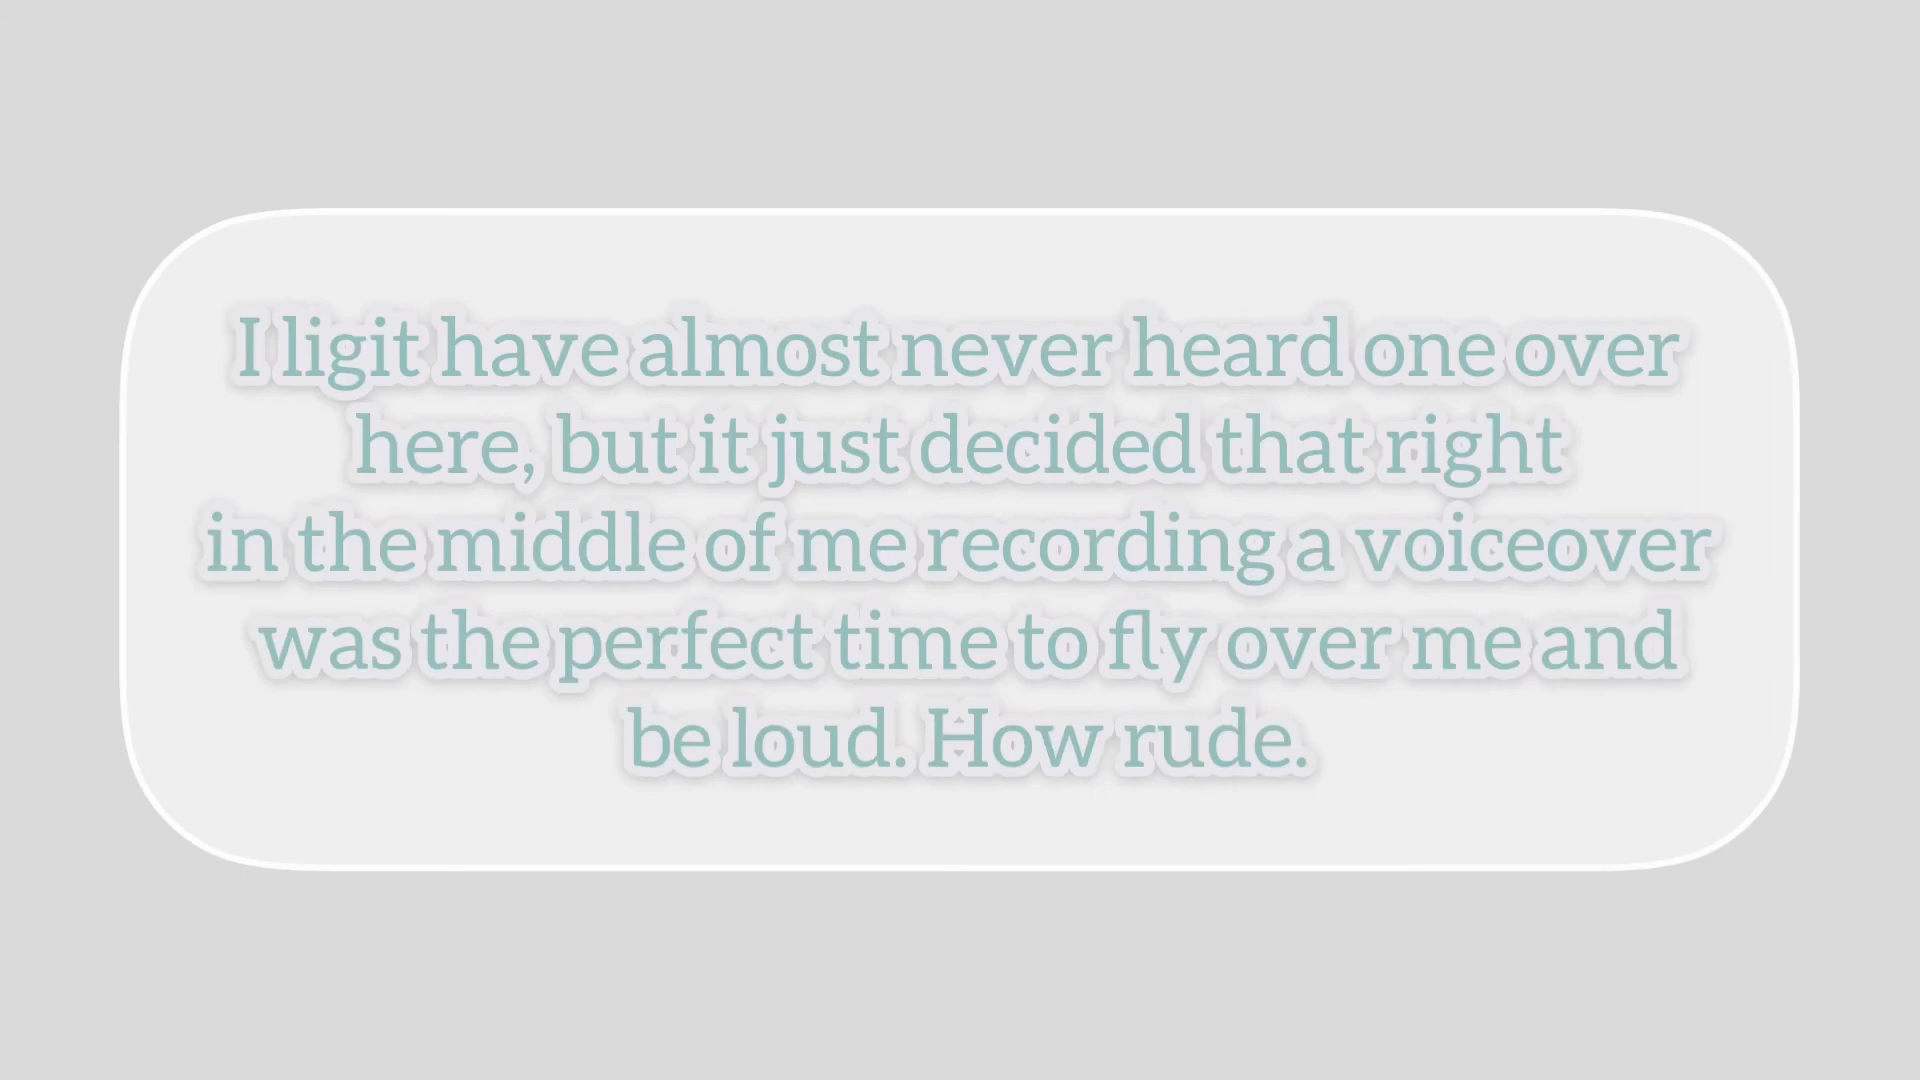 I ligit have almost never heard one over
here, but it just decided that right
in the middle of me recording a voiceover
was the perfect time to fly over me and
be loud. How rude.